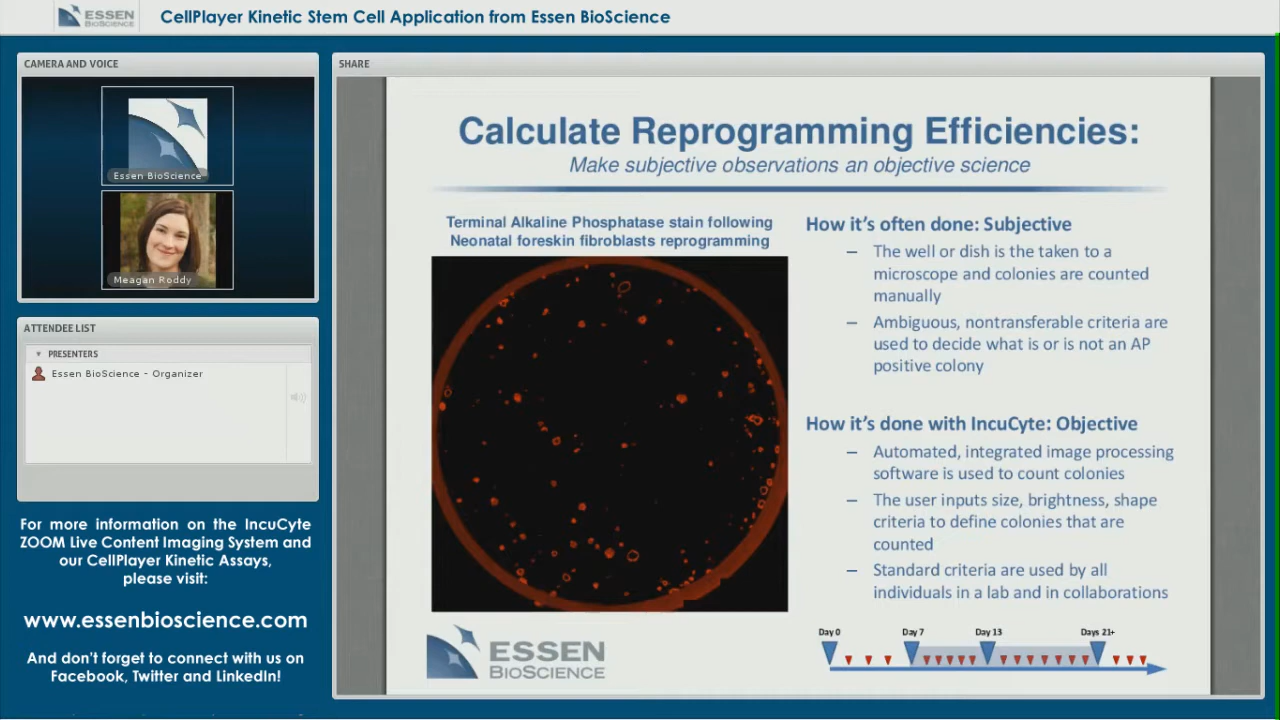 ESSEN
BIOSCIENCE
CellPlayer Kinetic Stem Cell Application from Essen BioScience
CAMERA AND VOICE
Essen BioScience
Meagan Roddy
ATTENDEE LIST
PRESENTERS
Essen BioScience - Organizer
For more information on the IncuCyte
ZOOM Live Content Imaging System and
our CellPlayer Kinetic Assays,
please visit:
www.essenbioscience.com
And don't forget to connect with us on
Facebook, Twitter and LinkedIn!
SHARE
Calculate Reprogramming Efficiencies:
Make subjective observations an objective science
Terminal Alkaline Phosphatase stain following
Neonatal foreskin fibroblasts reprogramming
How it's often done: Subjective
– The well or dish is the taken to a
microscope and colonies are counted
manually
– Ambiguous, nontransferable criteria are
used to decide what is or is not an AP
positive colony
How it's done with IncuCyte: Objective
– Automated, integrated image processing
software is used to count colonies
– The user inputs size, brightness, shape
criteria to define colonies that are
counted
– Standard criteria are used by all
individuals in a lab and in collaborations
ESSEN
BIOSCIENCE
Day 0 Day 7 Day 13 Days 21+